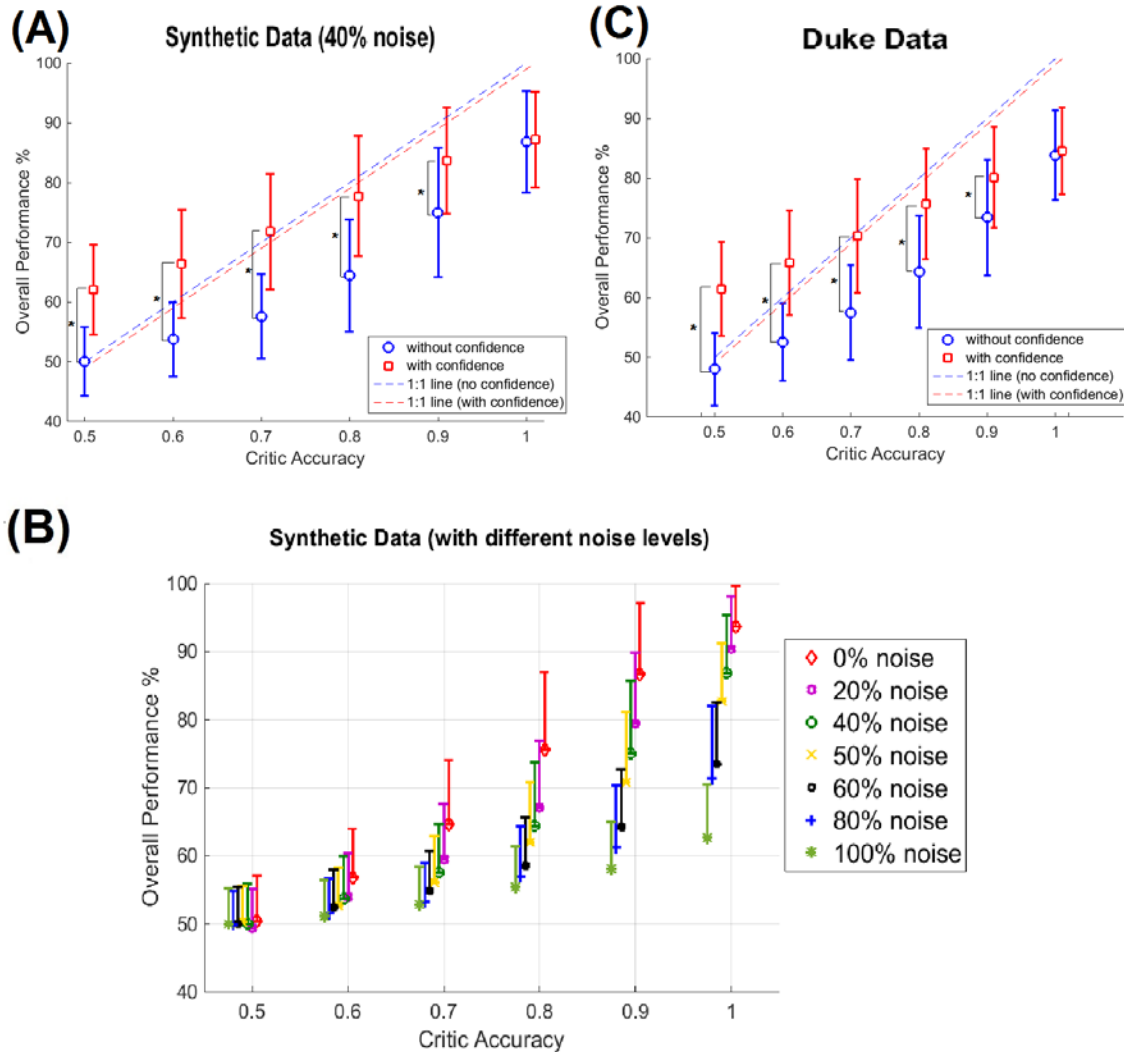 (A)
Synthetic Data (40% noise)
100
90
80
70
60
50
40
Overall Performance %
*
*
*
*
*
without confidence
with confidence
1:1 line (no confidence)
1:1 line (with confidence)
0.5
0.6
0.7
0.8
0.9
1
Critic Accuracy
(C)
Duke Data
100
90
80
70
60
50
40
Overall Performance %
*
*
*
*
*
without confidence
with confidence
1:1 line (no confidence)
1:1 line (with confidence)
0.5
0.6
0.7
0.8
0.9
1
Critic Accuracy
(B)
Synthetic Data (with different noise levels)
100
90
80
70
60
50
40
Overall Performance %
0.5
0.6
0.7
0.8
0.9
1
Critic Accuracy
0% noise
20% noise
40% noise
50% noise
60% noise
80% noise
100% noise